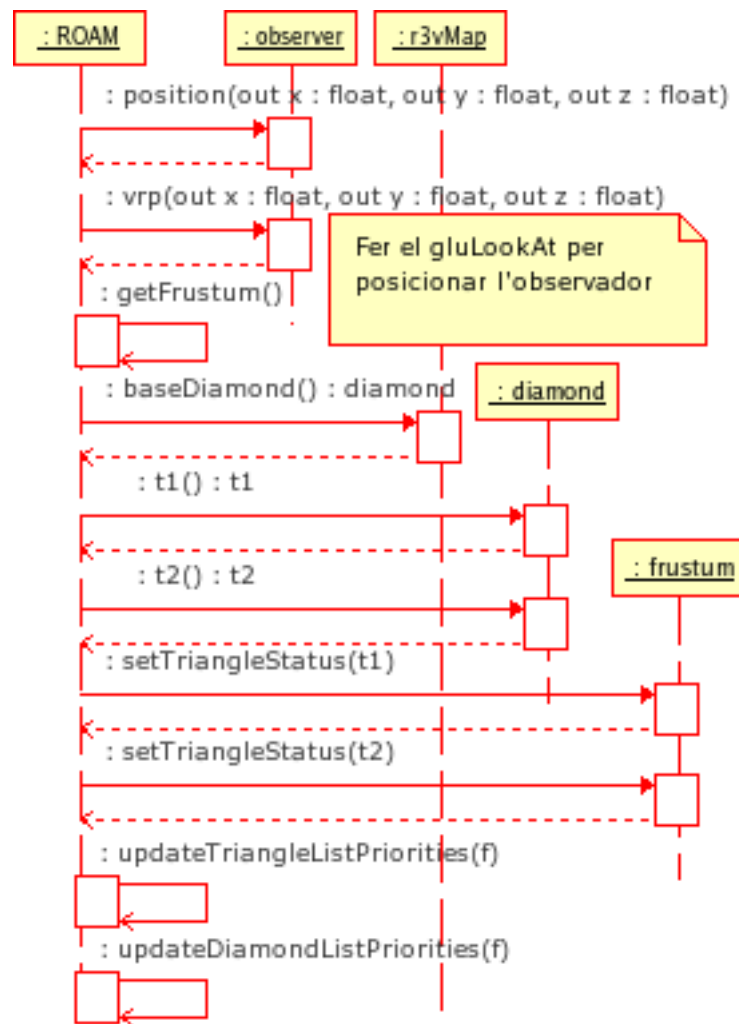 : ROAM
: observer
: r3vMap
: position(out x : float, out y : float, out z : float)
: vrp(out x : float, out y : float, out z : float)
Fer el gluLookAt per
posicionar l'observador
: getFrustum()
: baseDiamond() : diamond
: diamond
: t1() : t1
: t2() : t2
: frustum
: setTriangleStatus(t1)
: setTriangleStatus(t2)
: updateTriangleListPriorities(f)
: updateDiamondListPriorities(f)